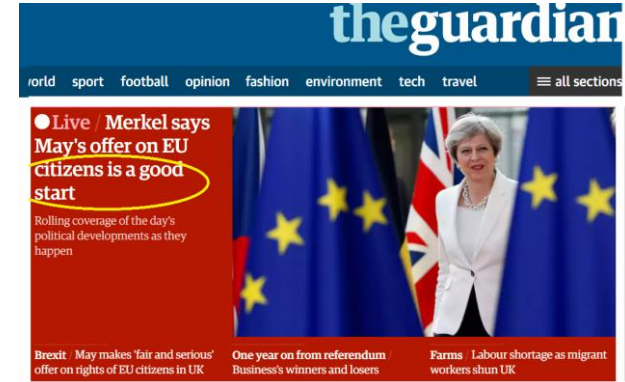 theguardian
world sport football opinion fashion environment tech travel all sections
Live / Merkel says
May's offer on EU
citizens is a good
start
Rolling coverage of the day's
political developments as they
happen
Brexit / May makes 'fair and serious'
offer on rights of EU citizens in UK
One year on from referendum /
Business's winners and losers
Farms / Labour shortage as migrant
workers shun UK